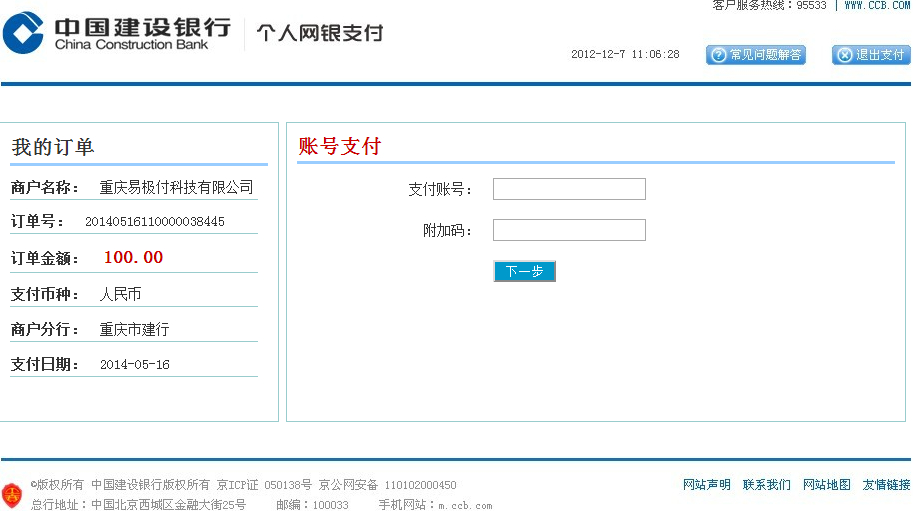 客户服务热线：95533 | WWW.CCB.COM
中国建设银行
China Construction Bank
个人网银支付
2012-12-7 11:06:28 常见问题解答 退出支付
我的订单
商户名称： 重庆易极付科技有限公司
订单号： 20140516110000038445
订单金额： 100.00
支付币种： 人民币
商户分行： 重庆市建行
支付日期： 2014-05-16
账号支付
支付账号：
附加码：
下一步
©版权所有 中国建设银行版权所有 京ICP证 050138号 京公网安备 110102000450
总行地址：中国北京西城区金融大街25号 邮编：100033 手机网站：m.ccb.com
网站声明 联系我们 网站地图 友情链接